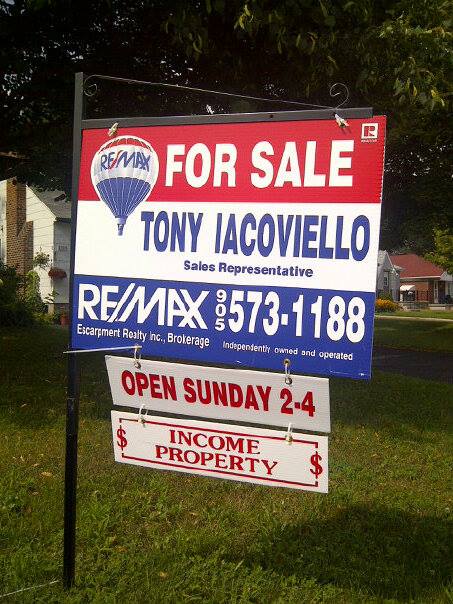 RE/MAX
FOR SALE
R
REALTOR
TONY IACOVIELLO
Sales Representative
RE/MAX 905 573-1188
Escarpment Realty Inc., Brokerage
Independently owned and operated
OPEN SUNDAY 2-4
$ INCOME $
PROPERTY